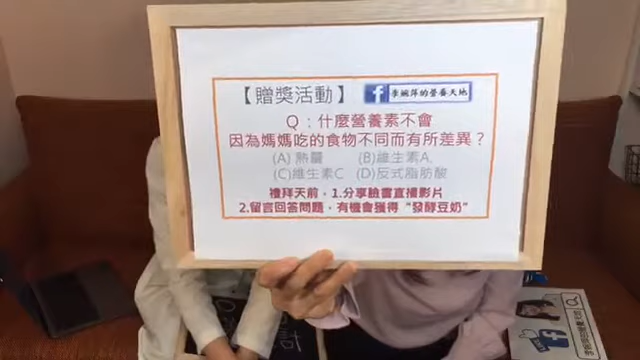 【贈獎活動】 f 李婉萍的營養天地
Q：什麼營養素不會
因為媽媽吃的食物不同而有所差異？
(A) 熱量 (B)維生素A
(C)維生素C (D)反式脂肪酸
禮拜天前，1.分享臉書直播影片
2.留言回答問題，有機會獲得“發酵豆奶”